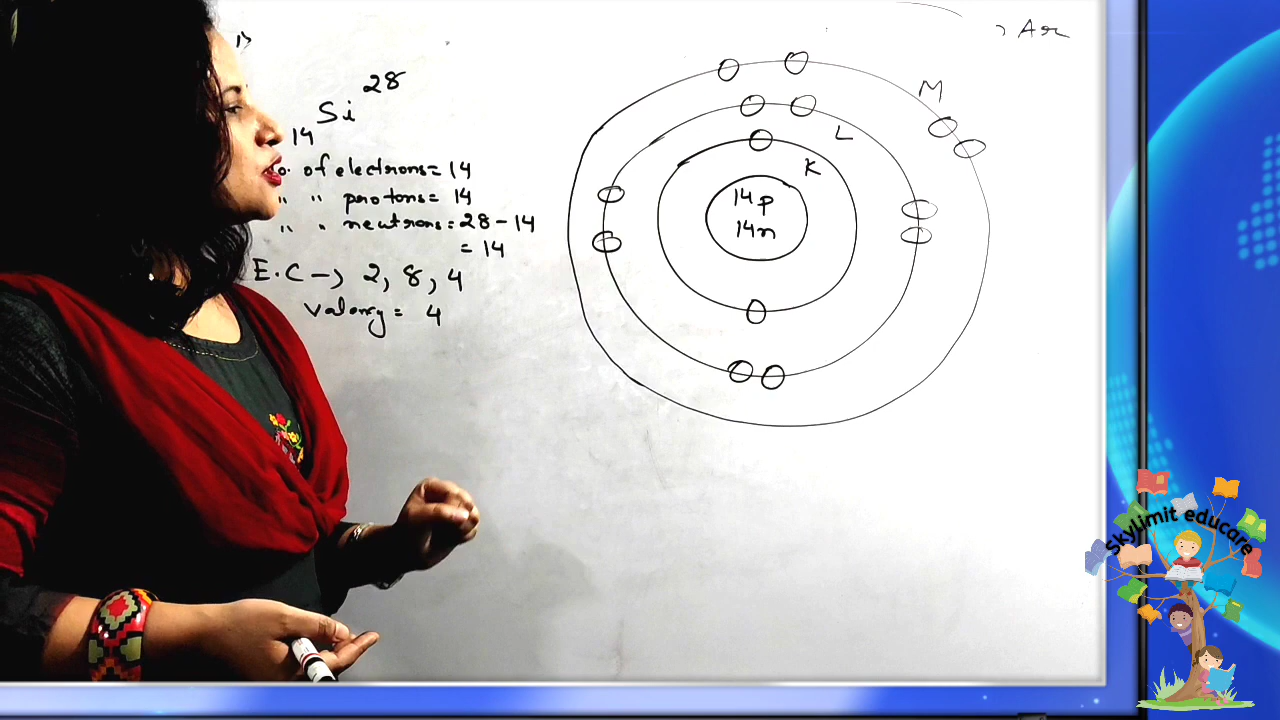 1)
14 Si 28
o. of electrons = 14
" " protons = 14
" " neutrons = 28 - 14
= 14
E.C → 2, 8, 4
Valency = 4
M
L
K
14p
14n
Skylimit educare